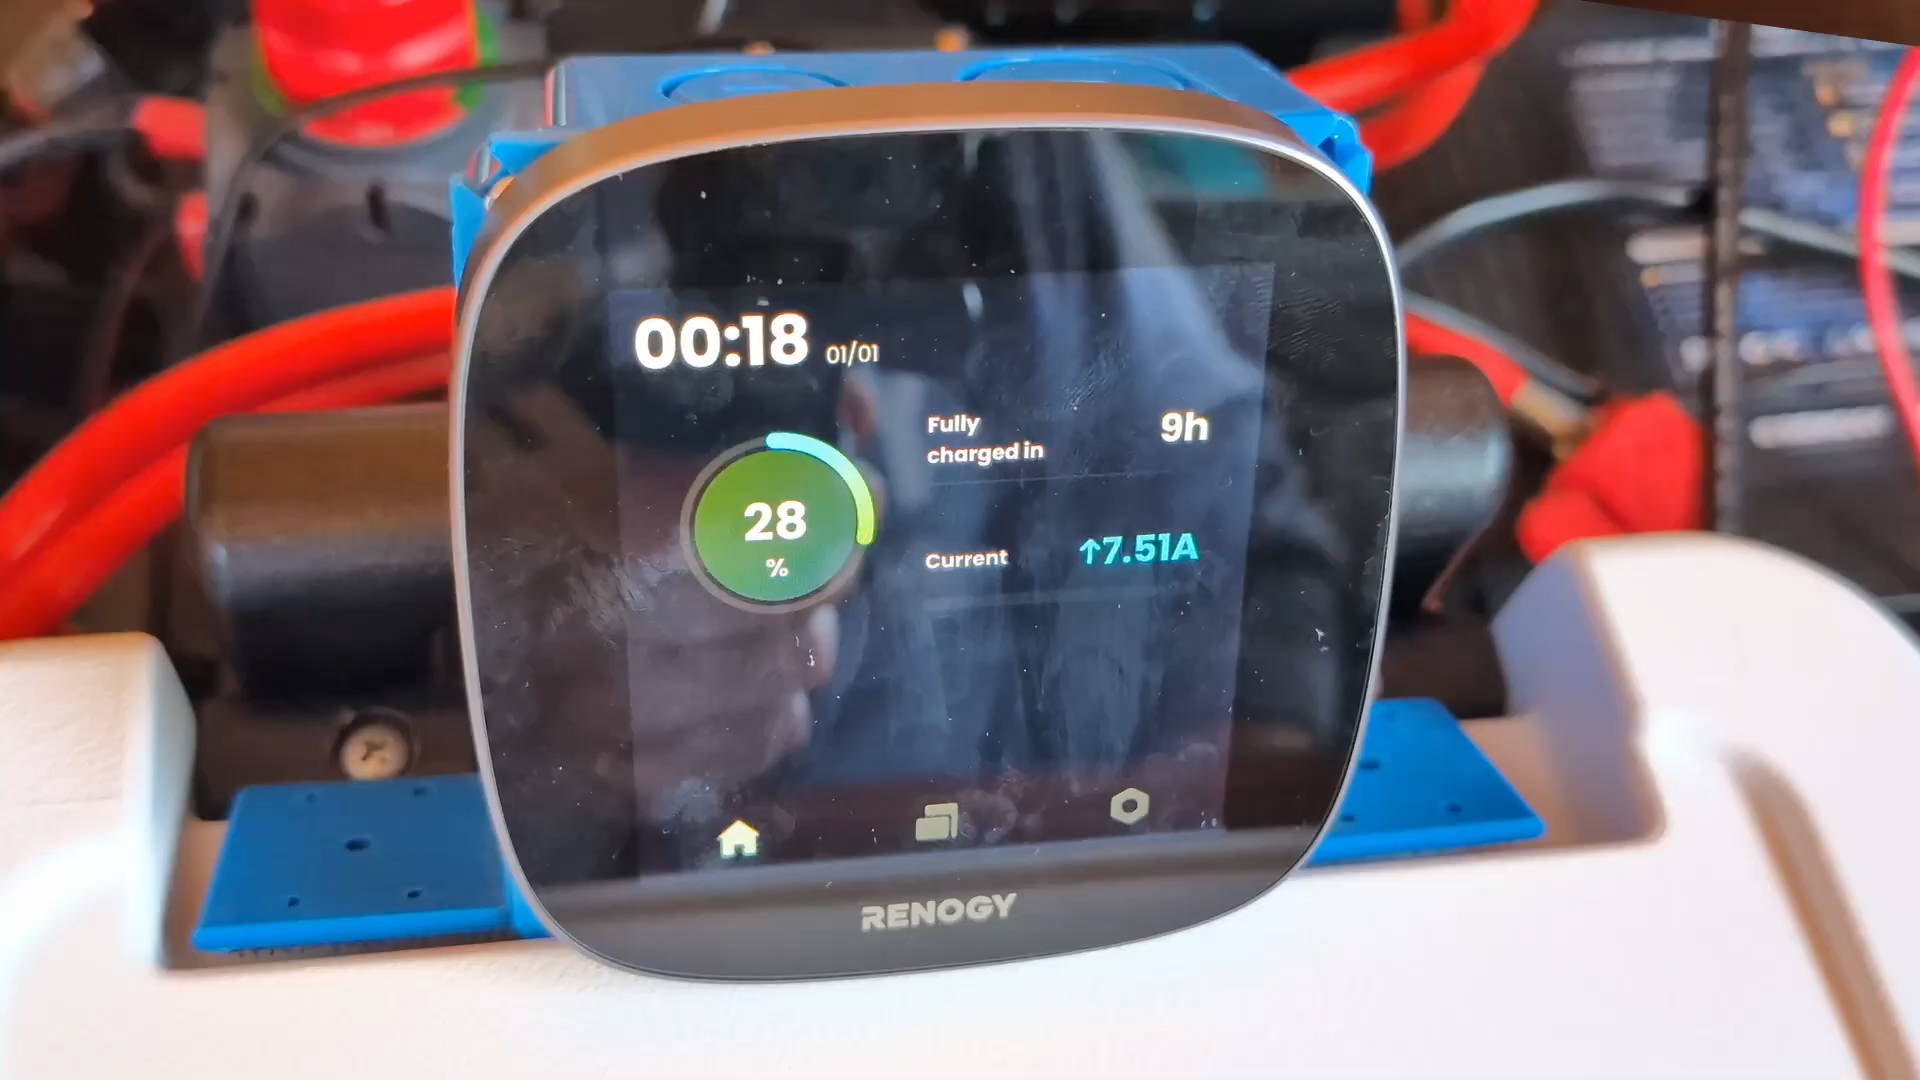 00:18 01/01
Fully
charged in
9h
28
%
Current
↑7.51A
RENOGY